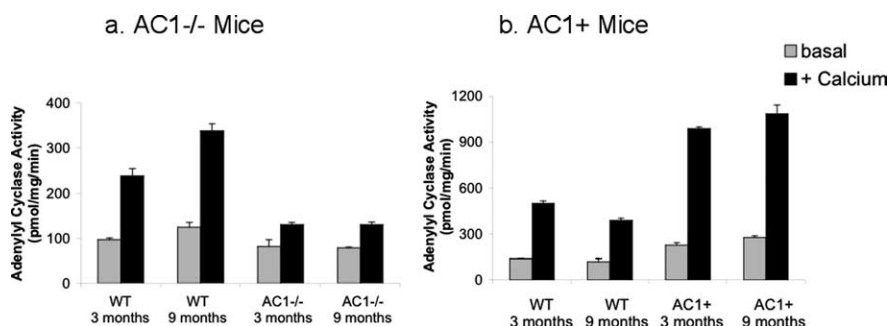 a. AC1-/- Mice
b. AC1+ Mice
basal
+ Calcium
Adenylyl Cyclase Activity
(pmol/mg/min)
400
300
200
100
0
WT
3 months
WT
9 months
AC1-/-
3 months
AC1-/-
9 months
Adenylyl Cyclase Activity
(pmol/mg/min)
1200
900
600
300
0
WT
3 months
WT
9 months
AC1+
3 months
AC1+
9 months